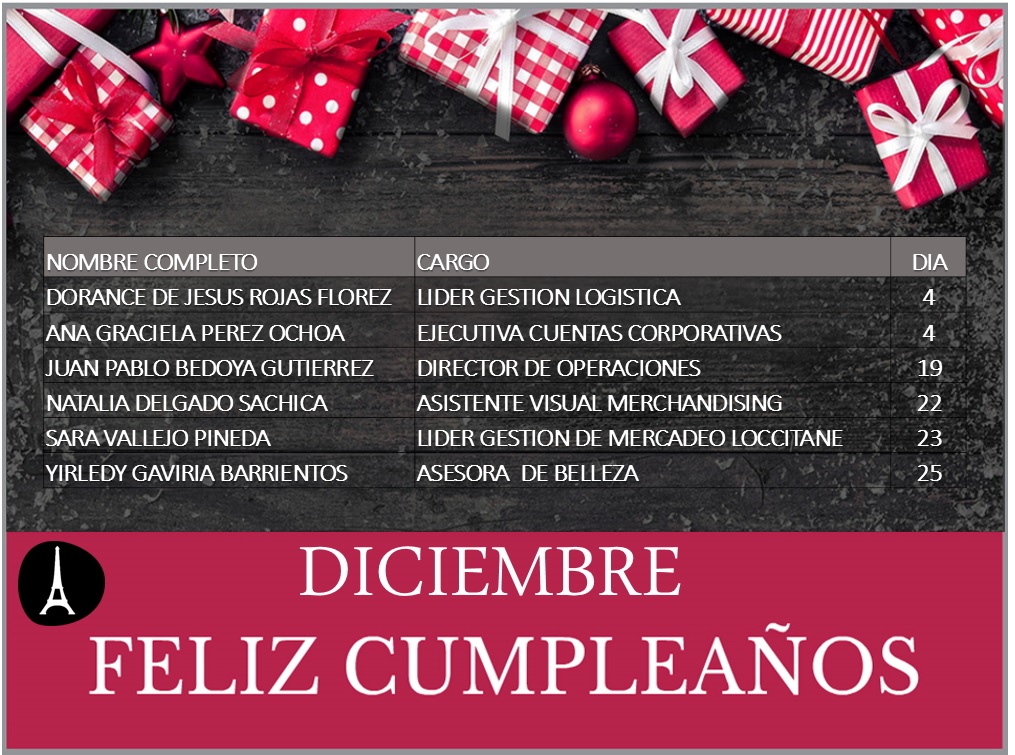 NOMBRE COMPLETO CARGO DIA
DORANCE DE JESUS ROJAS FLOREZ LIDER GESTION LOGISTICA 4
ANA GRACIELA PEREZ OCHOA EJECUTIVA CUENTAS CORPORATIVAS 4
JUAN PABLO BEDOYA GUTIERREZ DIRECTOR DE OPERACIONES 19
NATALIA DELGADO SACHICA ASISTENTE VISUAL MERCHANDISING 22
SARA VALLEJO PINEDA LIDER GESTION DE MERCADEO LOCCITANE 23
YIRLEDY GAVIRIA BARRIENTOS ASESORA DE BELLEZA 25
DICIEMBRE
FELIZ CUMPLEAÑOS